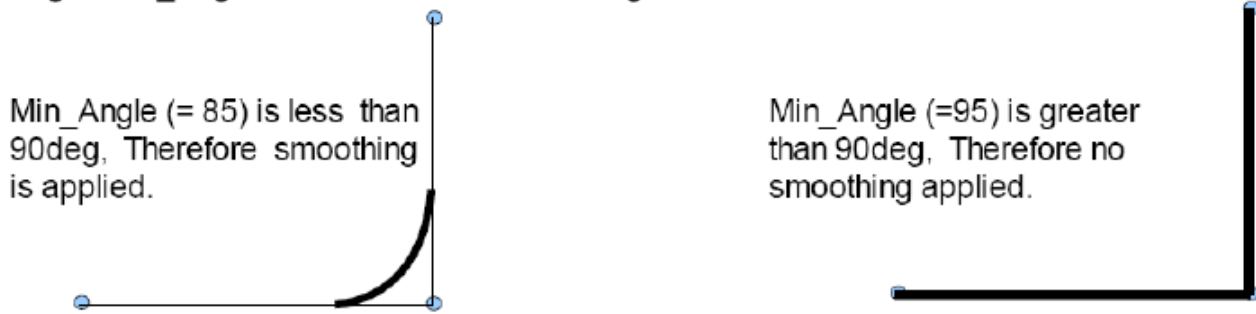 Min_Angle (= 85) is less than
90deg, Therefore smoothing
is applied.
Min_Angle (=95) is greater
than 90deg, Therefore no
smoothing applied.